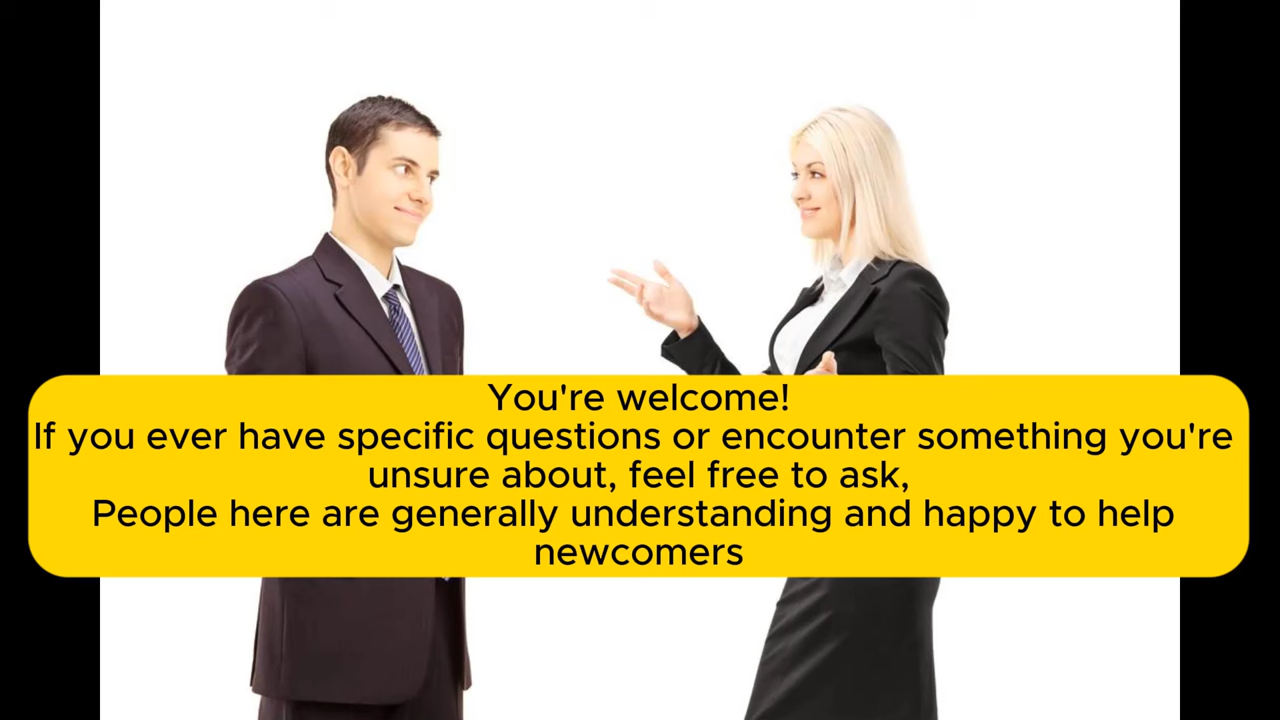 You're welcome!
If you ever have specific questions or encounter something you're
unsure about, feel free to ask,
People here are generally understanding and happy to help
newcomers